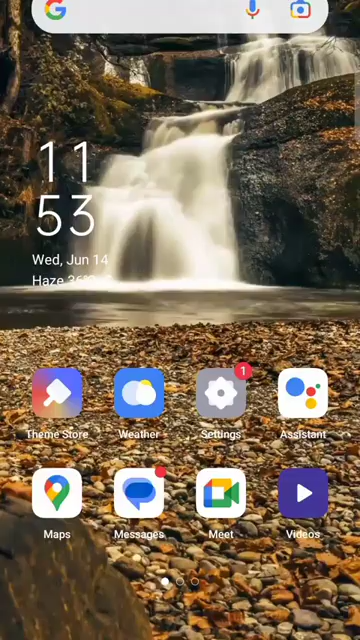 11
53
Wed, Jun 14
Haze
1
Theme Store
Weather
Settings
Assistant
Maps
Messages
Meet
Videos